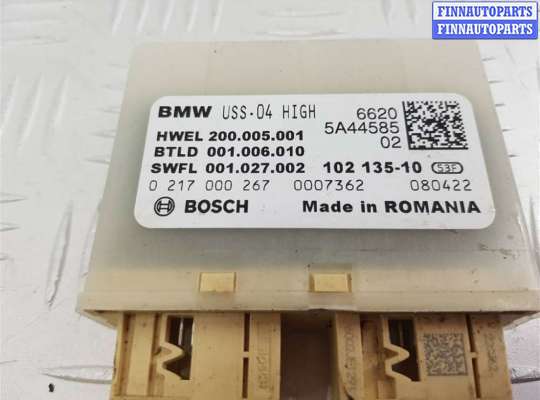 FINNAUTOPARTS
FINNAUTOPARTS
BMW USS-04 HIGH 6620
5A44585
HWEL 200.005.001 02
BTLD 001.006.010
SWFL 001.027.002 102 135-10 S3F
0 217 000 267 0007362 080422
BOSCH Made in ROMANIA